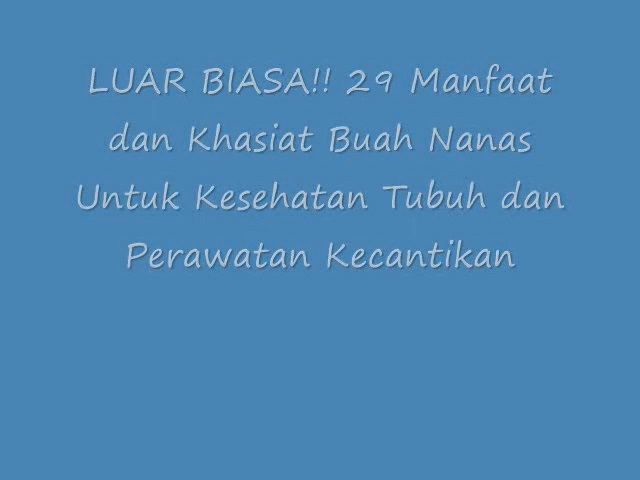 LUAR BIASA!! 29 Manfaat
dan Khasiat Buah Nanas
Untuk Kesehatan Tubuh dan
Perawatan Kecantikan